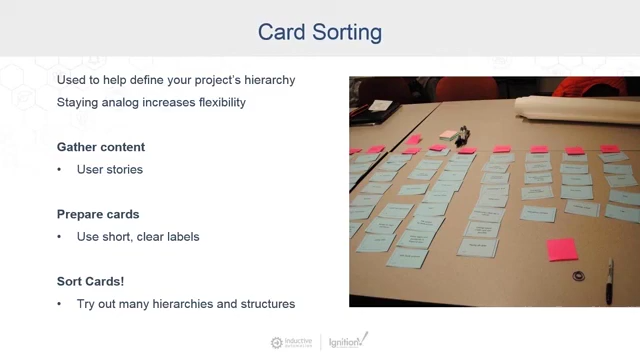 Card Sorting
Used to help define your project's hierarchy
Staying analog increases flexibility
Gather content
• User stories
Prepare cards
• Use short, clear labels
Sort Cards!
• Try out many hierarchies and structures
inductive automation
Ignition